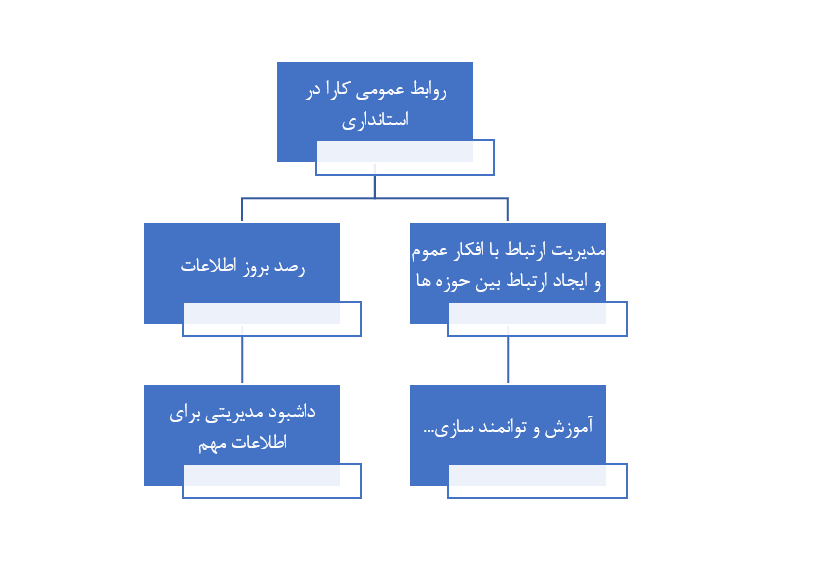 روابط عمومی کارا در
استانداری
مدیریت ارتباط با افکار عموم
و ایجاد ارتباط بین حوزه ها
رصد بروز اطلاعات
آموزش و توانمند سازی...
داشبود مدیریتی برای
اطلاعات مهم